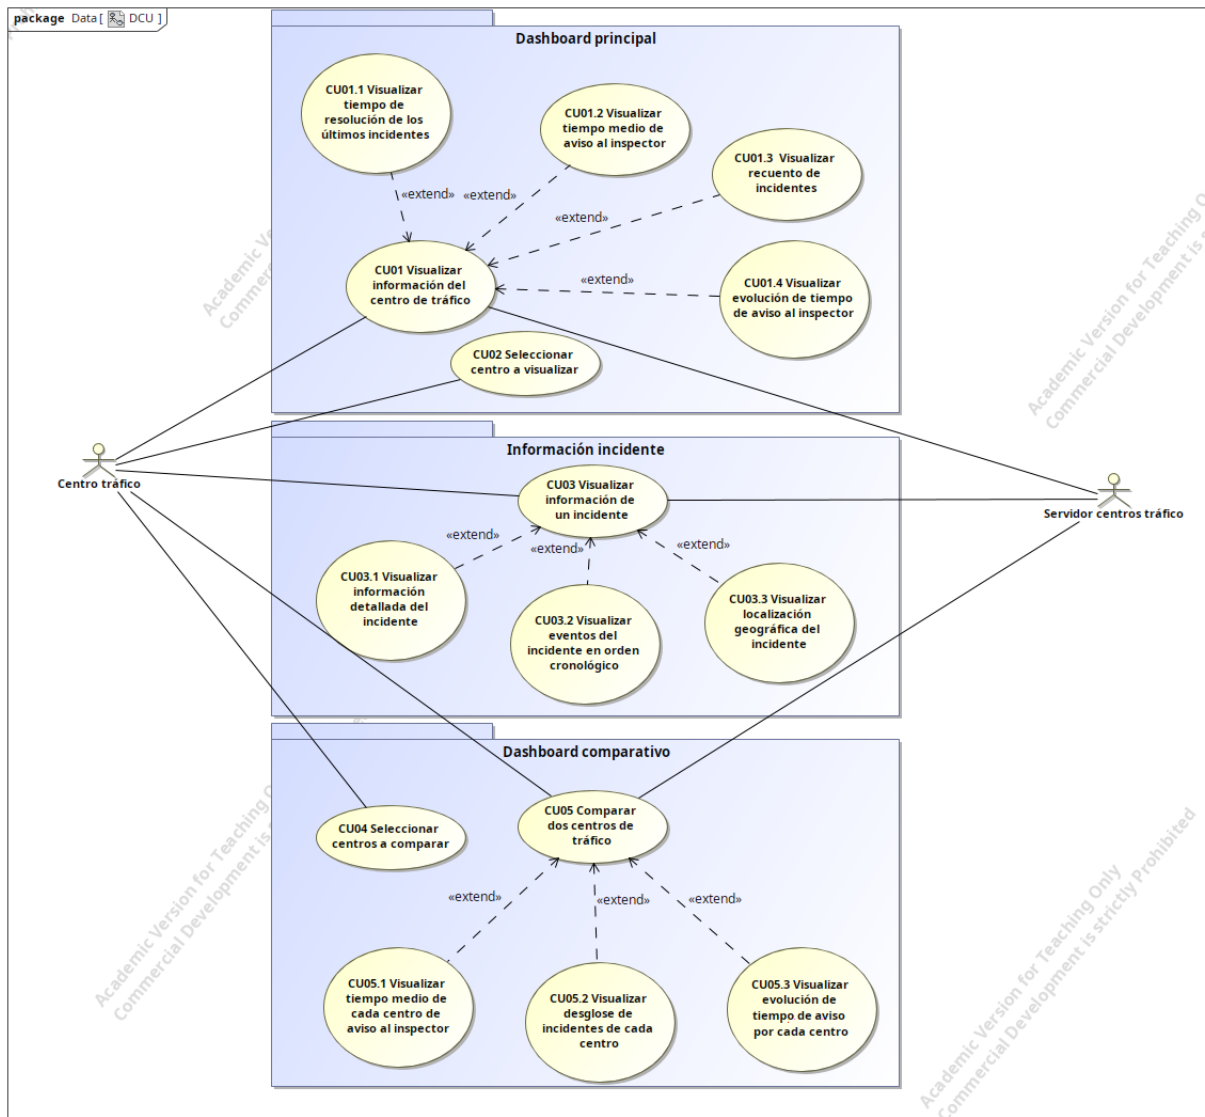 package Data [ DCU ]
Dashboard principal
CU01.1 Visualizar
tiempo de
resolución de los
últimos incidentes
CU01.2 Visualizar
tiempo medio de
aviso al inspector
CU01.3 Visualizar
recuento de
incidentes
«extend»
«extend»
«extend»
«extend»
CU01 Visualizar
información del
centro de tráfico
CU01.4 Visualizar
evolución de tiempo
de aviso al inspector
CU02 Seleccionar
centro a visualizar
Centro tráfico
Servidor centros tráfico
Información incidente
CU03 Visualizar
información de
un incidente
«extend»
«extend»
«extend»
CU03.1 Visualizar
información
detallada del
incidente
CU03.2 Visualizar
eventos del
incidente en orden
cronológico
CU03.3 Visualizar
localización
geográfica del
incidente
Dashboard comparativo
CU04 Seleccionar
centros a comparar
CU05 Comparar
dos centros de
tráfico
«extend»
«extend»
«extend»
CU05.1 Visualizar
tiempo medio de
cada centro de
aviso al inspector
CU05.2 Visualizar
desglose de
incidentes de cada
centro
CU05.3 Visualizar
evolución de
tiempo de aviso
por cada centro
Academic Version for Teaching O
Commercial Development is
Academic Version for Teaching Only
Commercial Development is strictly Prohibited